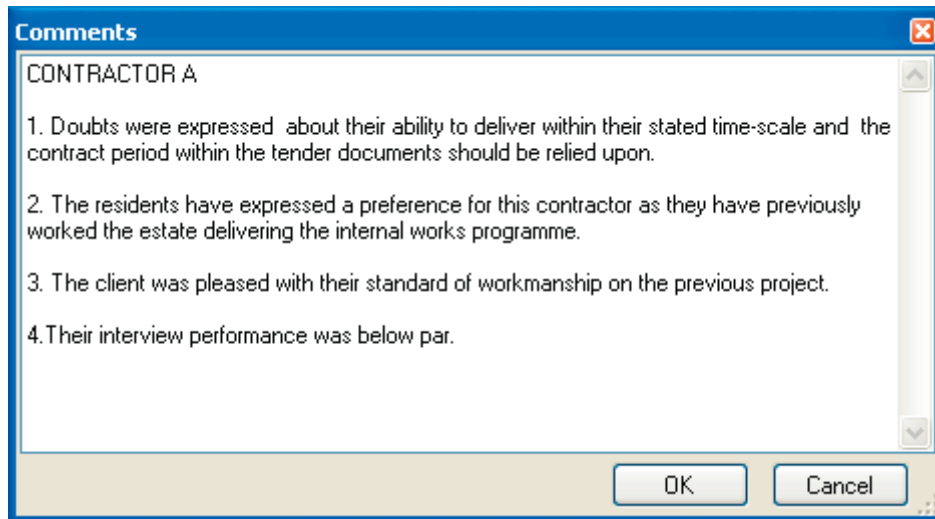 Comments
CONTRACTOR A
1. Doubts were expressed  about their ability to deliver within their stated time-scale and  the
contract period within the tender documents should be relied upon.
2. The residents have expressed a preference for this contractor as they have previously
worked the estate delivering the internal works programme.
3. The client was pleased with their standard of workmanship on the previous project.
4.Their interview performance was below par.
OK
Cancel